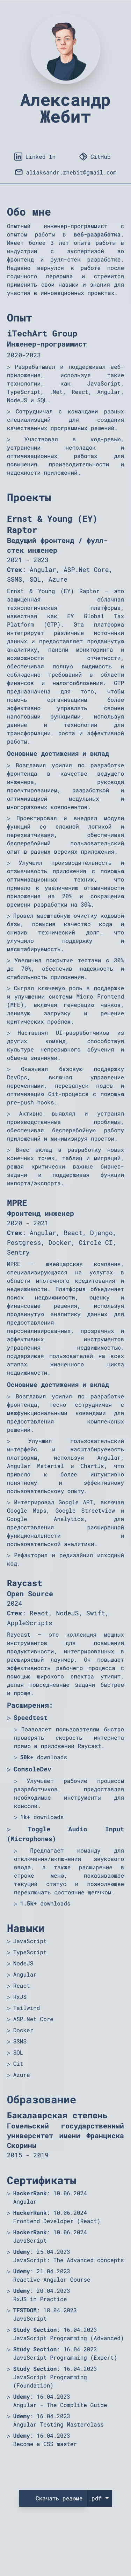 Александр
Жебит
Linked In
GitHub
aliaksandr.zhebit@gmail.com
Обо мне
Опытный инженер-программист с
опытом работы в веб-разработке.
Имеет более 3 лет опыта работы в
индустрии с экспертизой во
фронтенд и фулл-стек разработке.
Недавно вернулся к работе после
годичного перерыва и стремится
применить свои навыки и знания для
участия в инновационных проектах.
Опыт
iTechArt Group
Инженер-программист
2020-2023
▷ Разрабатывал и поддерживал веб-
приложения, используя такие
технологии, как JavaScript,
TypeScript, .Net, React, Angular,
NodeJS и SQL.
▷ Сотрудничал с командами разных
специализаций для создания
качественных программных решений.
▷ Участвовал в код-ревью,
устранении неполадок и
оптимизационных работах для
повышения производительности и
надежности приложений.
Проекты
Ernst & Young (EY)
Raptor
Ведущий фронтенд / фулл-
стек инженер
2021 - 2023
Стек: Angular, ASP.Net Core,
SSMS, SQL, Azure
Ernst & Young (EY) Raptor - это
защищенная облачная
технологическая платформа,
известная как EY Global Tax
Platform (GTP). Эта платформа
интегрирует различные источники
данных и предоставляет продвинутую
аналитику, панели мониторинга и
возможности отчетности,
обеспечивая полную видимость и
соблюдение требований в области
финансов и налогообложения. GTP
предназначена для того, чтобы
помочь организациям более
эффективно управлять своими
налоговыми функциями, используя
данные и технологии для
трансформации, роста и эффективной
работы.
Основные достижения и вклад
▷ Возглавил усилия по разработке
фронтенда в качестве ведущего
инженера, руководя
проектированием, разработкой и
оптимизацией модульных и
многоразовых компонентов.
▷ Проектировал и внедрял модули
функций со сложной логикой и
перехватчиками, обеспечивая
бесперебойный пользовательский
опыт в разных версиях приложения.
▷ Улучшил производительность и
отзывчивость приложения с помощью
оптимизационных техник, что
привело к увеличению отзывчивости
приложения на 20% и сокращению
времени разработки на 30%.
▷ Провел масштабную очистку кодовой
базы, повысив качество кода и
снизив технический долг, что
улучшило поддержку и
масштабируемость.
▷ Увеличил покрытие тестами с 30%
до 70%, обеспечив надежность и
стабильность приложения.
▷ Сыграл ключевую роль в поддержке
и улучшении системы Micro Frontend
(MFE), включая генерацию чанков,
ленивую загрузку, решение
критических проблем.
▷ Наставлял UI-разработчиков из
других команд, способствуя
культуре непрерывного обучения и
обмена знаниями.
▷ Оказывал базовую поддержку
DevOps, включая управление
переменными, перезапуск подов и
оптимизацию Git-процесса с помощью
pre-push hooks.
▷ Активно выявлял и устранял
производственные проблемы,
обеспечивая бесперебойную работу
приложений и минимизируя простои.
▷ Внес вклад в разработку новых
конечных точек, таблиц и миграций,
решая критически важные бизнес-
задачи и поддерживая функции
импорта/экспорта.
MPRE
Фронтенд инженер
2020 - 2021
Стек: Angular, React, Django,
Postgress, Docker, Circle CI,
Sentry
MPRE – швейцарская компания,
специализирующаяся на услугах в
области ипотечного кредитования и
недвижимости. Платформа объединяет
поиск недвижимости, оценку и
финансовые решения, используя
продвинутую аналитику данных для
предоставления
персонализированных, прозрачных и
эффективных инструментов
управления недвижимостью,
поддерживая пользователей на всех
этапах жизненного цикла
недвижимости.
Основные достижения и вклад
▷ Возглавил усилия по разработке
фронтенда, тесно сотрудничая с
межфункциональными командами для
предоставления комплексных
решений.
▷ Улучшил пользовательский
интерфейс и масштабируемость
платформы, используя Angular,
Angular Material и ChartJs, что
привело к более интуитивно
понятному и эффективному
пользовательскому опыту.
▷ Интегрировал Google API, включая
Google Maps, Google Streetview и
Google Analytics, для
предоставления расширенной
функциональности и
пользовательской аналитики.
▷ Рефакторил и редизайнил исходный
код.
Raycast
Open Source
2024
Стек: React, NodeJS, Swift,
AppleScripts
Raycast – это коллекция мощных
инструментов для повышения
продуктивности, интегрированных в
расширяемый лаунчер. Он повышает
эффективность рабочего процесса с
помощью широкого спектра утилит,
делая повседневные задачи быстрее
и проще.
Расширения:
▷ Speedtest
▷ Позволяет пользователям быстро
проверять скорость интернета
прямо в приложении Raycast.
▷ 50k+ downloads
▷ ConsoleDev
▷ Улучшает рабочие процессы
разработчиков, предоставляя
необходимые инструменты для
консоли.
▷ 1k+ downloads
▷ Toggle Audio Input
(Microphones)
▷ Предлагает команду для
отключения/включения звукового
ввода, а также расширение в
строке меню, показывающее
текущий статус и позволяющее
переключать состояние щелчком.
▷ 1.5k+ downloads
Навыки
▷ JavaScript
▷ TypeScript
▷ NodeJS
▷ Angular
▷ React
▷ RxJS
▷ Tailwind
▷ ASP.Net Core
▷ Docker
▷ SSMS
▷ SQL
▷ Git
▷ Azure
Образование
Бакалаврская степень
Гомельский государственный
университет имени Франциска
Скорины
2015 - 2019
Сертификаты
▷ HackerRank: 10.06.2024
Angular
▷ HackerRank: 10.06.2024
Frontend Developer (React)
▷ HackerRank: 10.06.2024
JavaScript
▷ Udemy: 25.04.2023
JavaScript: The Advanced concepts
▷ Udemy: 21.04.2023
Reactive Angular Course
▷ Udemy: 20.04.2023
RxJS in Practice
▷ TESTDOM: 18.04.2023
JavaScript
▷ Study Section: 16.04.2023
JavaScript Programming (Advanced)
▷ Study Section: 16.04.2023
JavaScript Programming (Expert)
▷ Study Section: 16.04.2023
JavaScript Programming
(Foundation)
▷ Udemy: 16.04.2023
Angular - The Complite Guide
▷ Udemy: 16.04.2023
Angular Testing Masterclass
▷ Udemy: 16.04.2023
Become a CSS master
Скачать резюме .pdf